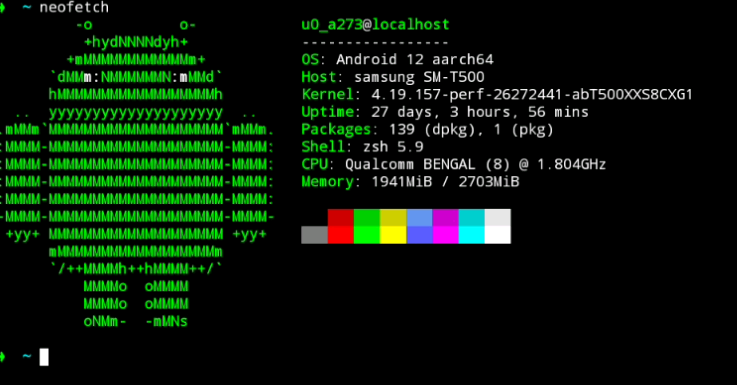 ➜  ~ neofetch
         -o          o-
          +hydNNNNdyh+
        +mMMMMMMMMMMMMm+
      `dMMm:NMMMMMMN:mMMd`
      hMMMMMMMMMMMMMMMMMMh
  ..  yyyyyyyyyyyyyyyyyyyy  ..
.mMMm`MMMMMMMMMMMMMMMMMMMM`mMMm.
:MMMM-MMMMMMMMMMMMMMMMMMMM-MMMM:
:MMMM-MMMMMMMMMMMMMMMMMMMM-MMMM:
:MMMM-MMMMMMMMMMMMMMMMMMMM-MMMM:
:MMMM-MMMMMMMMMMMMMMMMMMMM-MMMM:
-MMMM-MMMMMMMMMMMMMMMMMMMM-MMMM-
 +yy+ MMMMMMMMMMMMMMMMMMMM +yy+
      mMMMMMMMMMMMMMMMMMMm
      `/++MMMMh++hMMMM++/`
          MMMMo  oMMMM
          MMMMo  oMMMM
          oNMm-  -mMNs
u0_a273@localhost
-----------------
OS: Android 12 aarch64
Host: samsung SM-T500
Kernel: 4.19.157-perf-26272441-abT500XXS8CXG1
Uptime: 27 days, 3 hours, 56 mins
Packages: 139 (dpkg), 1 (pkg)
Shell: zsh 5.9
CPU: Qualcomm BENGAL (8) @ 1.804GHz
Memory: 1941MiB / 2703MiB
➜  ~